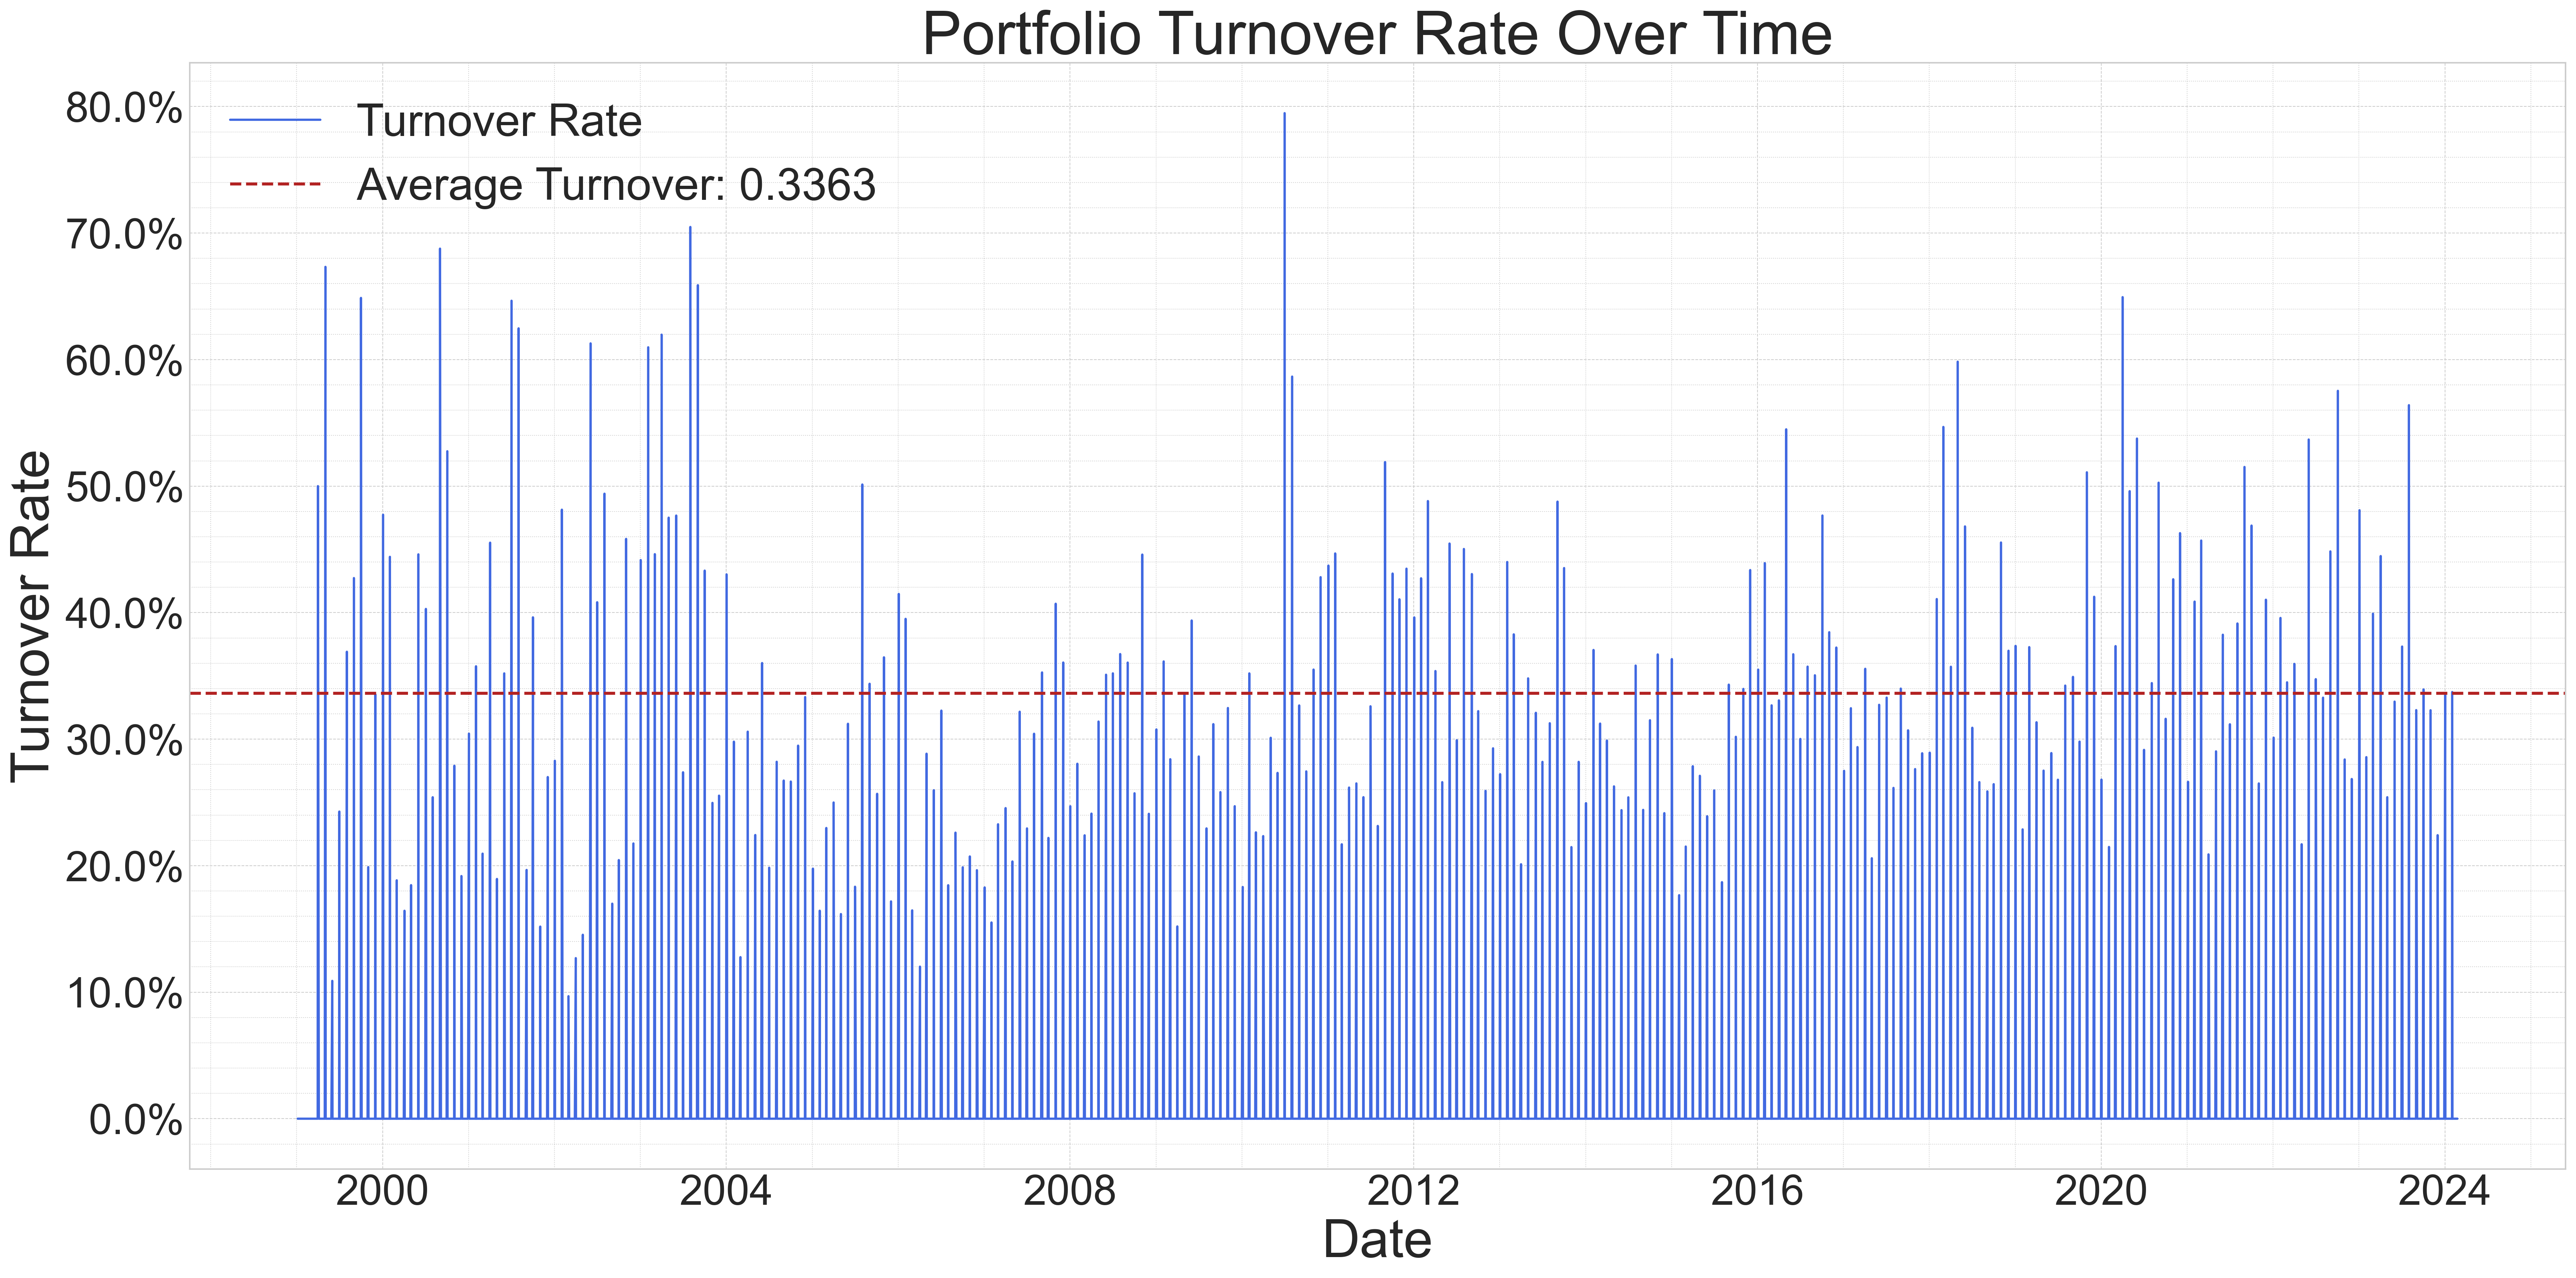 Portfolio Turnover Rate Over Time
Turnover Rate
Average Turnover: 0.3363
Turnover Rate
80.0%
70.0%
60.0%
50.0%
40.0%
30.0%
20.0%
10.0%
0.0%
2000 2004 2008 2012 2016 2020 2024
Date